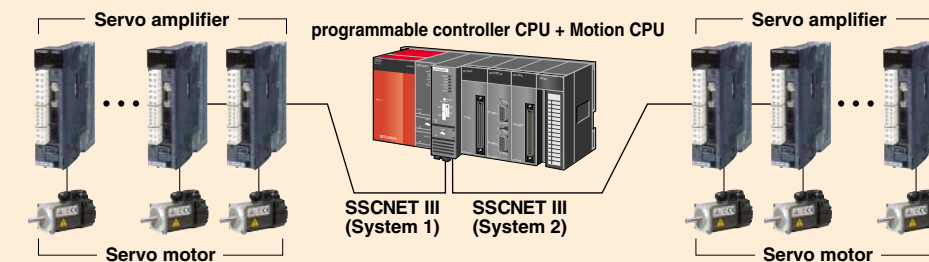 Servo amplifier
programmable controller CPU + Motion CPU
Servo amplifier
MITSUBISHI
SSCNET III
(System 1)
SSCNET III
(System 2)
Servo motor
Servo motor